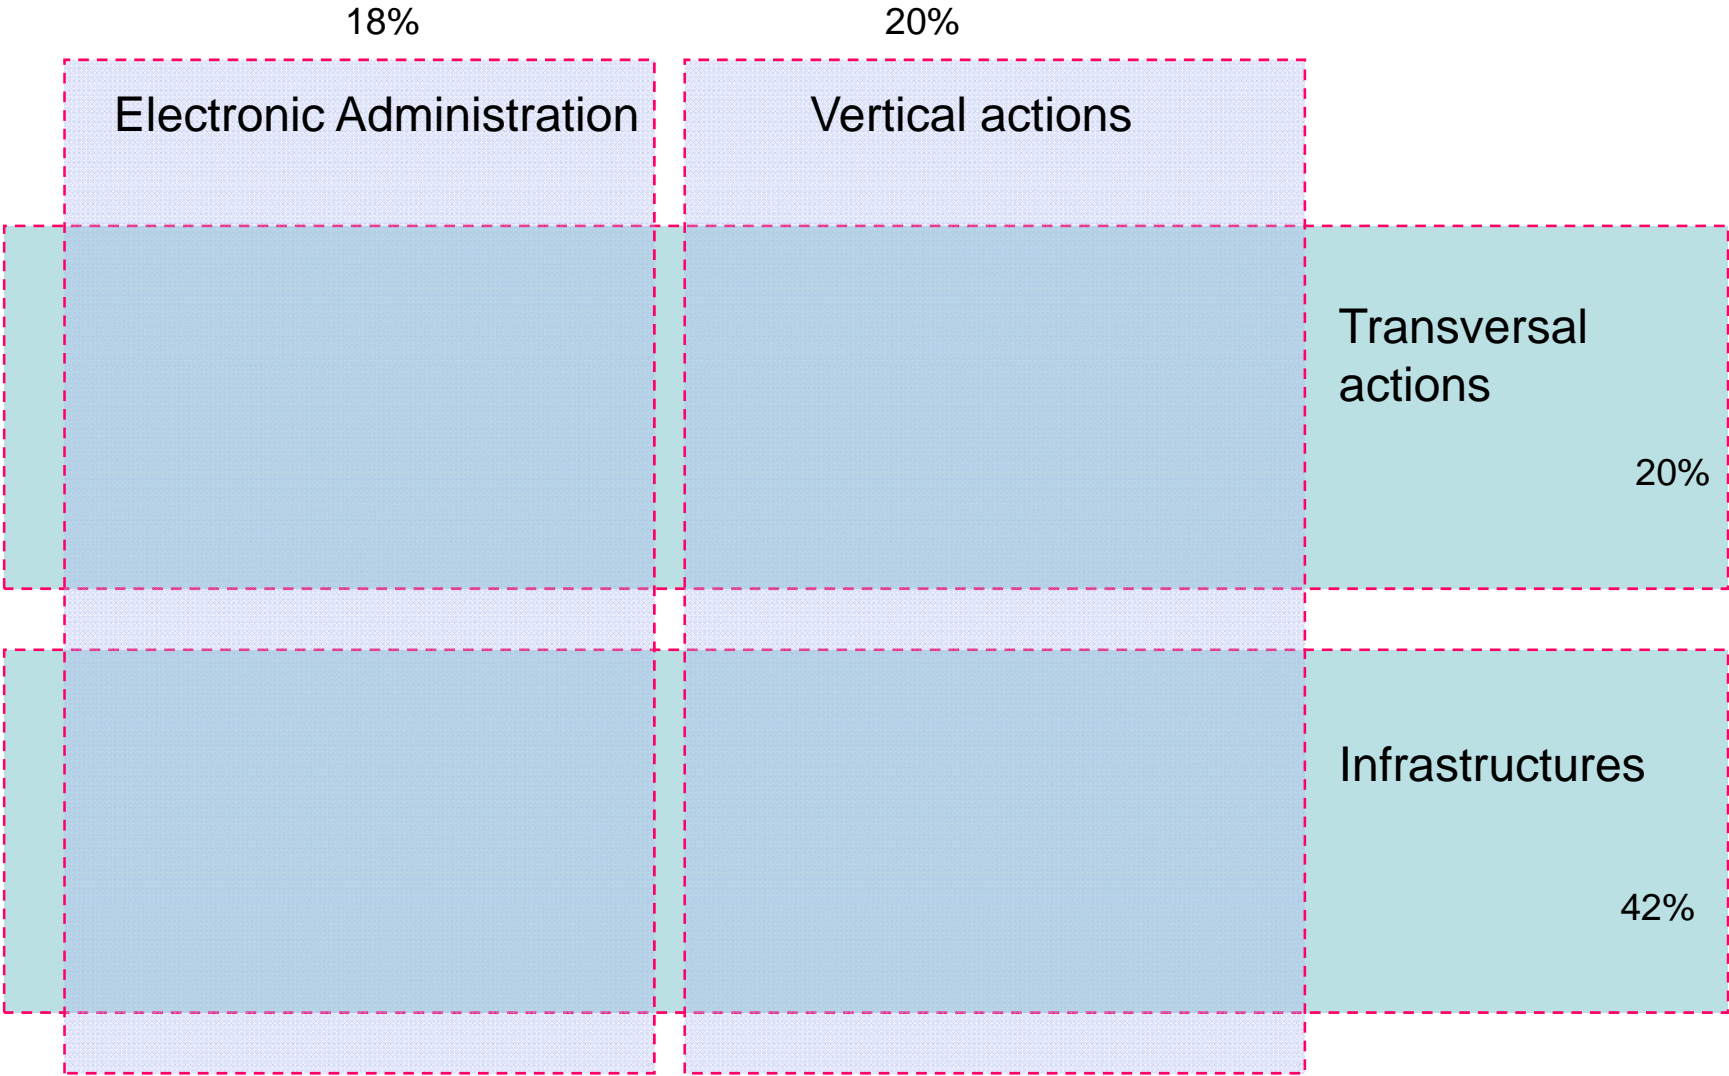 18%
20%
Electronic Administration
Vertical actions
Transversal
actions
20%
Infrastructures
42%